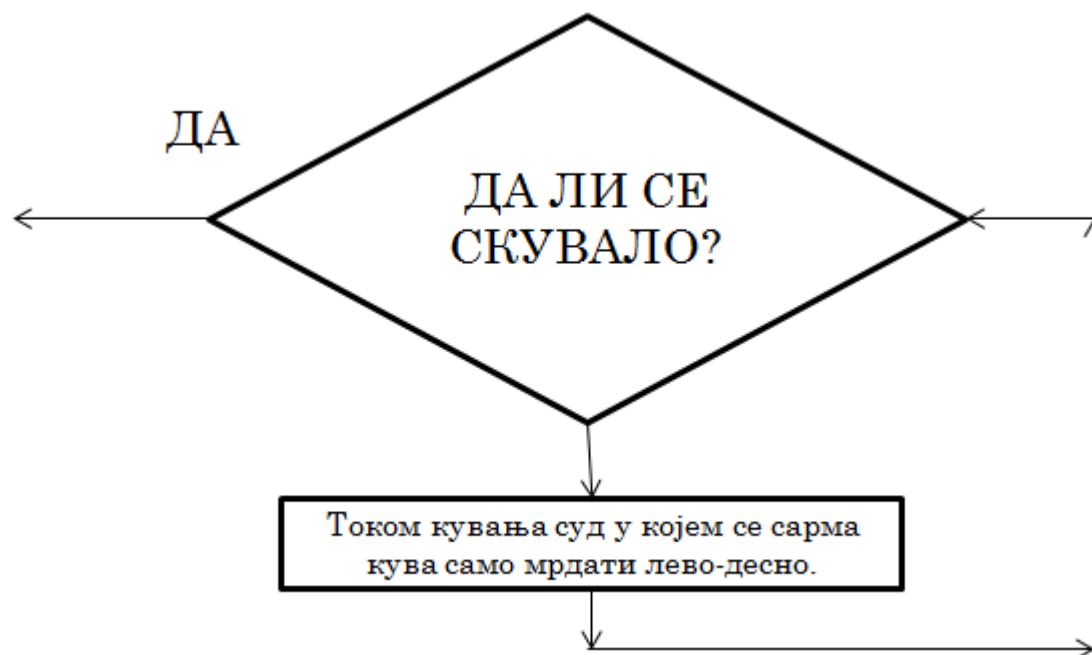 ДА
ДА ЛИ СЕ
СКУВАЛО?
Током кувања суд у којем се сарма
кува само мрдати лево-десно.